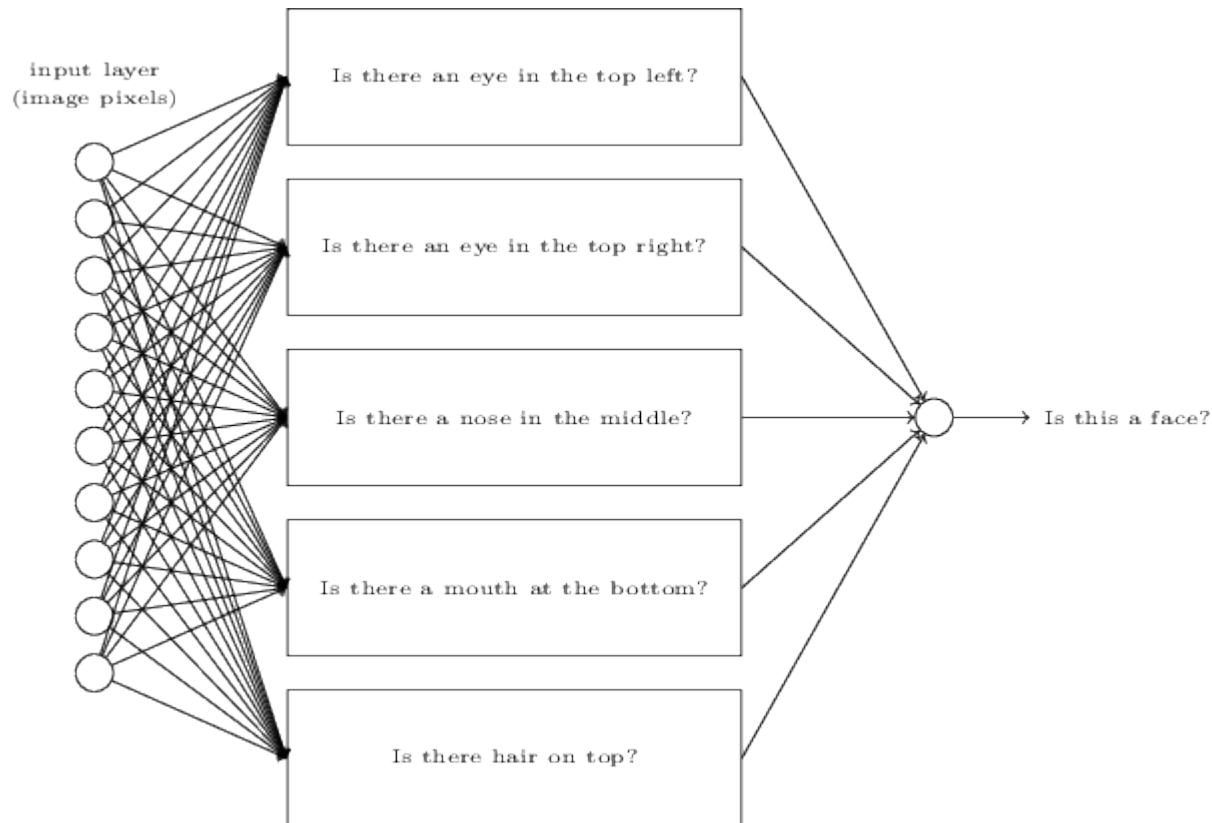 input layer
(image pixels)
Is there an eye in the top left?
Is there an eye in the top right?
Is there a nose in the middle?
Is there a mouth at the bottom?
Is there hair on top?
Is this a face?